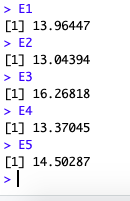 > E1
[1] 13.96447
> E2
[1] 13.04394
> E3
[1] 16.26818
> E4
[1] 13.37045
> E5
[1] 14.50287
>